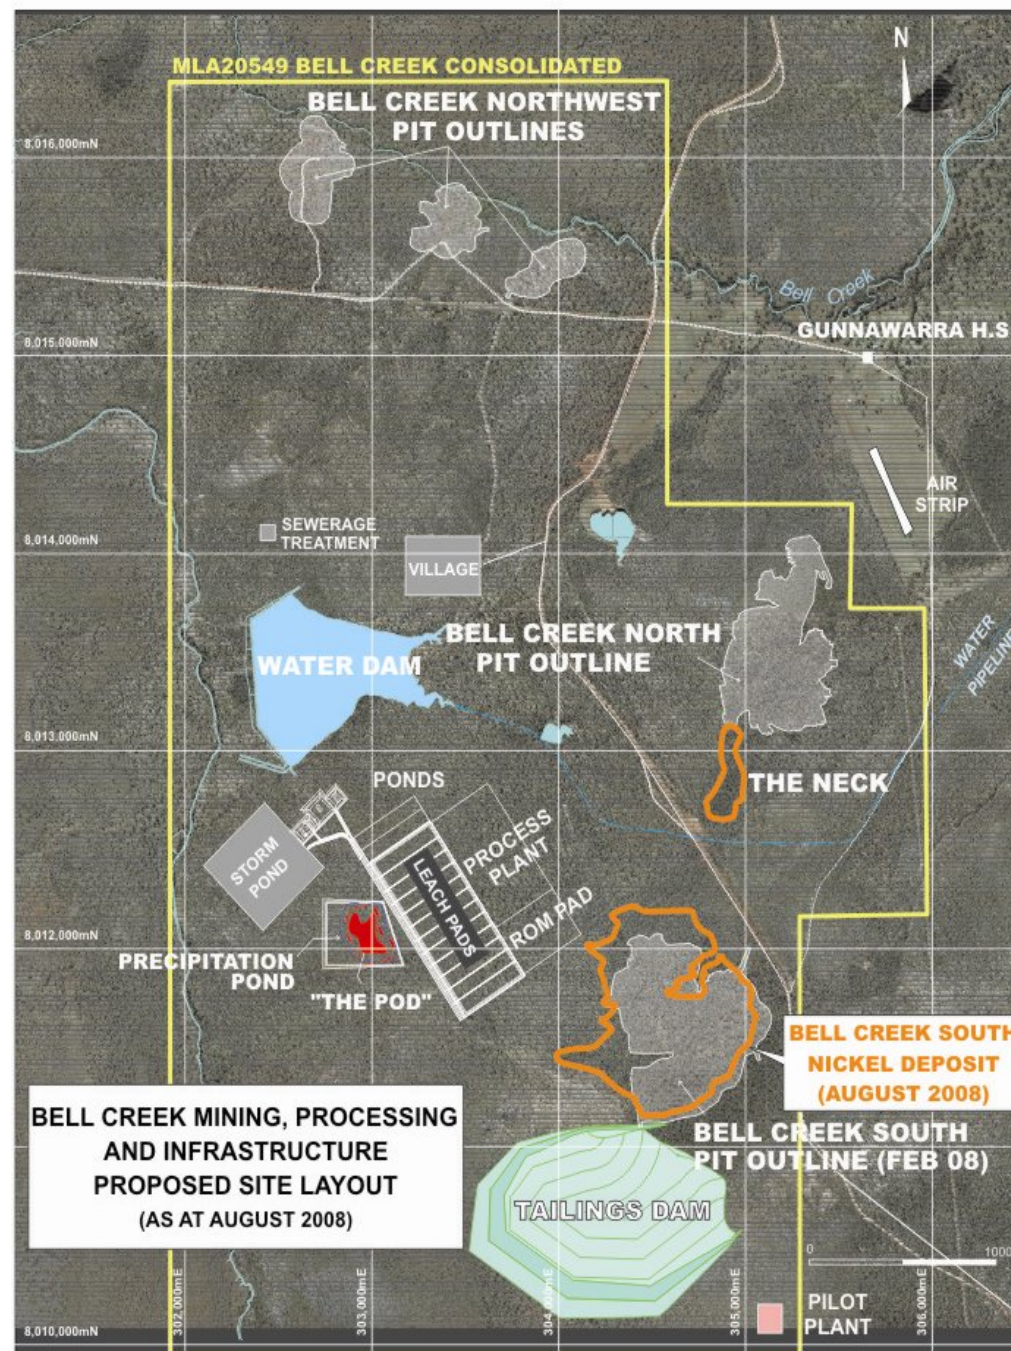 N
MLA20549 BELL CREEK CONSOLIDATED
BELL CREEK NORTHWEST
PIT OUTLINES
8,016,000mN
Bell Creek
GUNNAWARRA H.S
8,015,000mN
AIR
STRIP
SEWERAGE
TREATMENT
8,014,000mN
VILLAGE
BELL CREEK NORTH
PIT OUTLINE
WATER DAM
WATER
PIPELINE
8,013,000mN
THE NECK
PONDS
PROCESS
PLANT
STORM
POND
LEACH PADS
ROM PAD
8,012,000mN
PRECIPITATION
POND
"THE POD"
BELL CREEK SOUTH
NICKEL DEPOSIT
(AUGUST 2008)
BELL CREEK MINING, PROCESSING
AND INFRASTRUCTURE
PROPOSED SITE LAYOUT
(AS AT AUGUST 2008)
BELL CREEK SOUTH
PIT OUTLINE (FEB 08)
TAILINGS DAM
0 1000
302,000mE
303,000mE
304,000mE
305,000mE
306,000mE
PILOT
PLANT
8,010,000mN